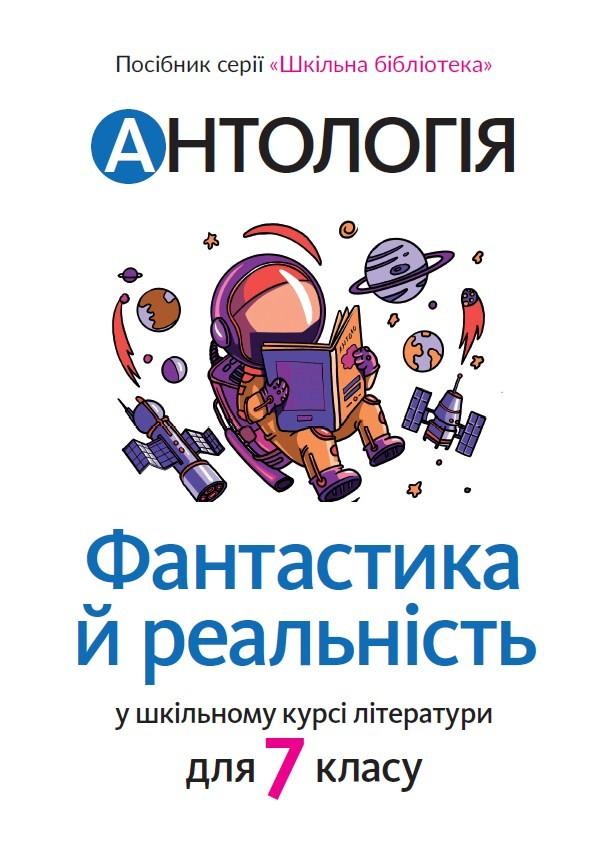 Посібник серії «Шкільна бібліотека»
АНТОЛОГІЯ
Фантастика
й реальність
у шкільному курсі літератури
для 7 класу